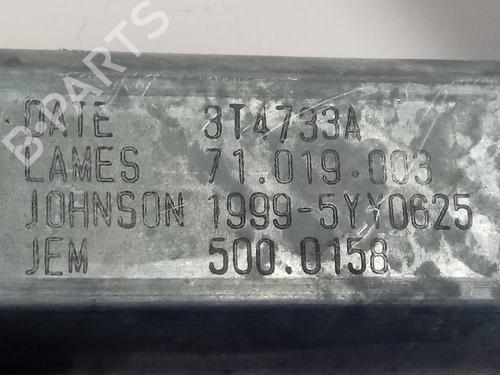 B PARTS
DATE 3T4733A
LAMES 71.019.003
JOHNSON 1999-5YY0625
JEM 500.0158